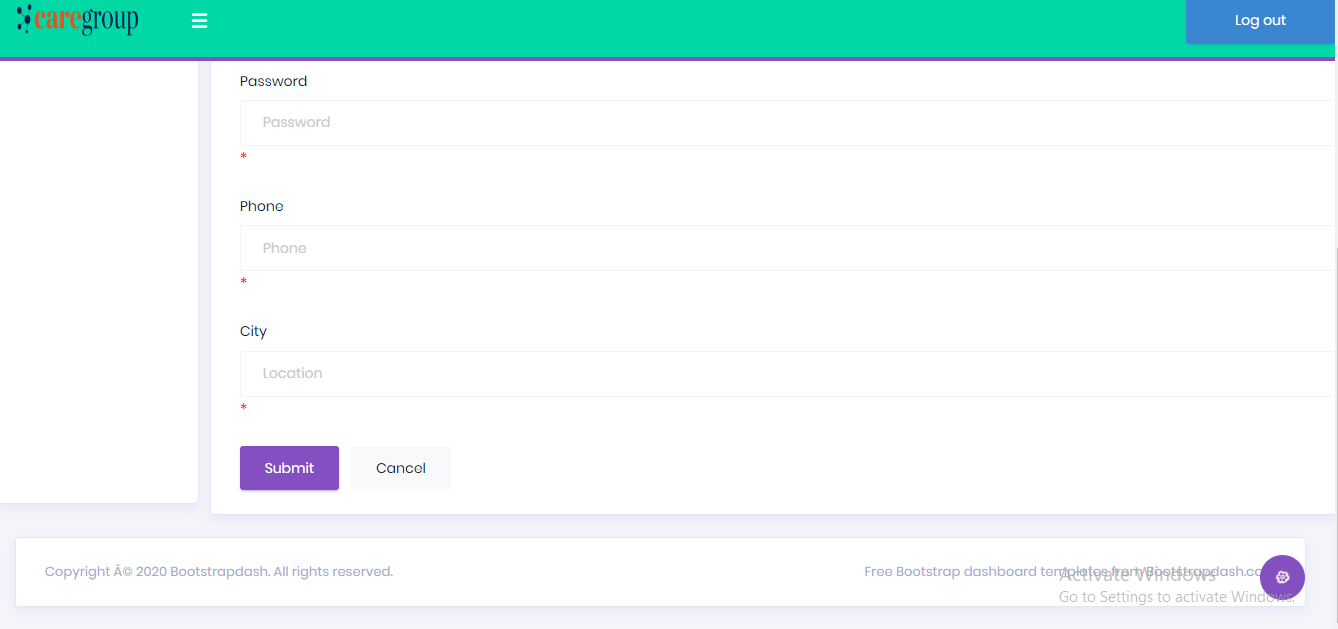 caregroup
Log out
Password
Password
*
Phone
Phone
*
City
Location
*
Submit
Cancel
Copyright Â© 2020 Bootstrapdash. All rights reserved.
Free Bootstrap dashboard templates from Bootstrapdash.co
Activate Windows
Go to Settings to activate Windows.